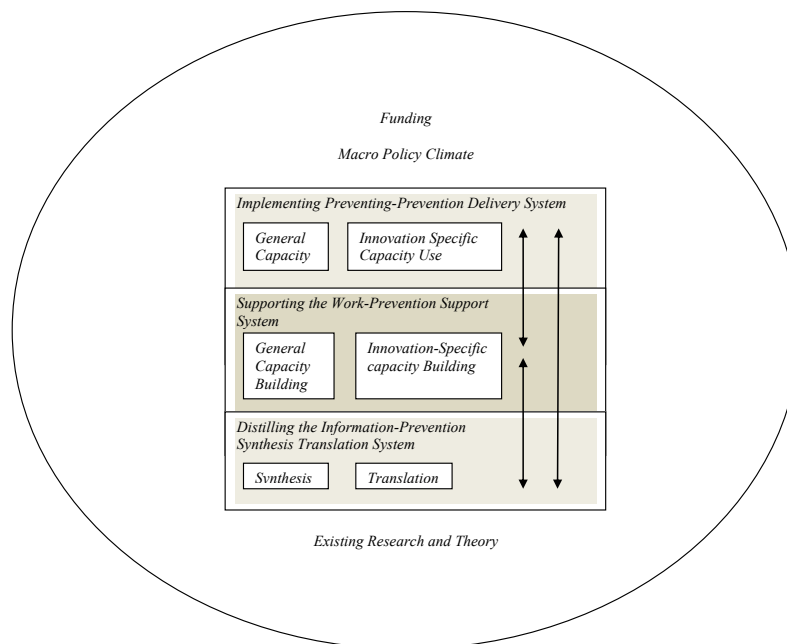 Funding
Macro Policy Climate
Implementing Preventing-Prevention Delivery System
General
Capacity
Innovation Specific
Capacity Use
Supporting the Work-Prevention Support
System
General
Capacity
Building
Innovation-Specific
capacity Building
Distilling the Information-Prevention
Synthesis Translation System
Synthesis
Translation
Existing Research and Theory